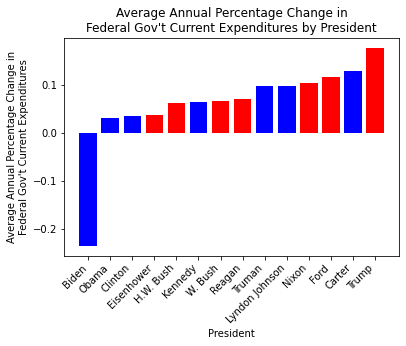 Average Annual Percentage Change in
Federal Gov't Current Expenditures by President
Average Annual Percentage Change in
Federal Gov't Current Expenditures
0.1
0.0
−0.1
−0.2
Biden
Obama
Clinton
Eisenhower
H.W. Bush
Kennedy
W. Bush
Reagan
Truman
Lyndon Johnson
Nixon
Ford
Carter
Trump
President